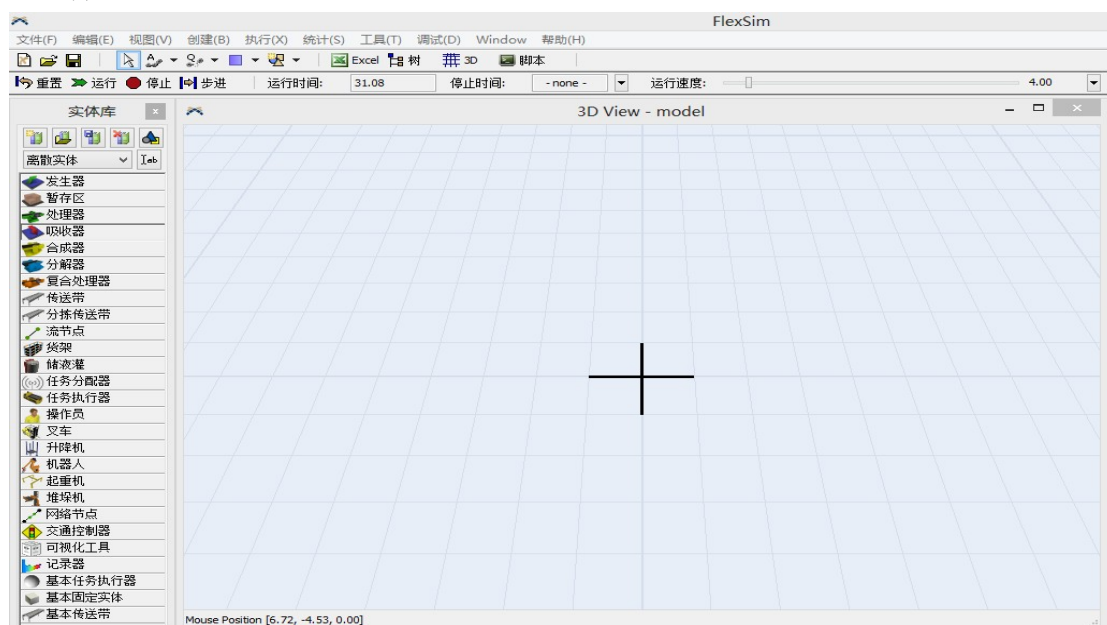 FlexSim
文件(F) 编辑(E) 视图(V) 创建(B) 执行(X) 统计(S) 工具(T) 调试(D) Window 帮助(H)
Excel 树 3D 脚本
重置 运行 停止 步进 运行时间: 31.08 停止时间: - none - 运行速度: 4.00
实体库
3D View - model
离散实体
发生器
暂存区
处理器
吸收器
合成器
分解器
复合处理器
传送带
分拣传送带
流节点
货架
储液灌
任务分配器
任务执行器
操作员
叉车
升降机
机器人
起重机
堆垛机
网络节点
交通控制器
可视化工具
记录器
基本任务执行器
基本固定实体
基本传送带
Mouse Position [6.72, -4.53, 0.00]